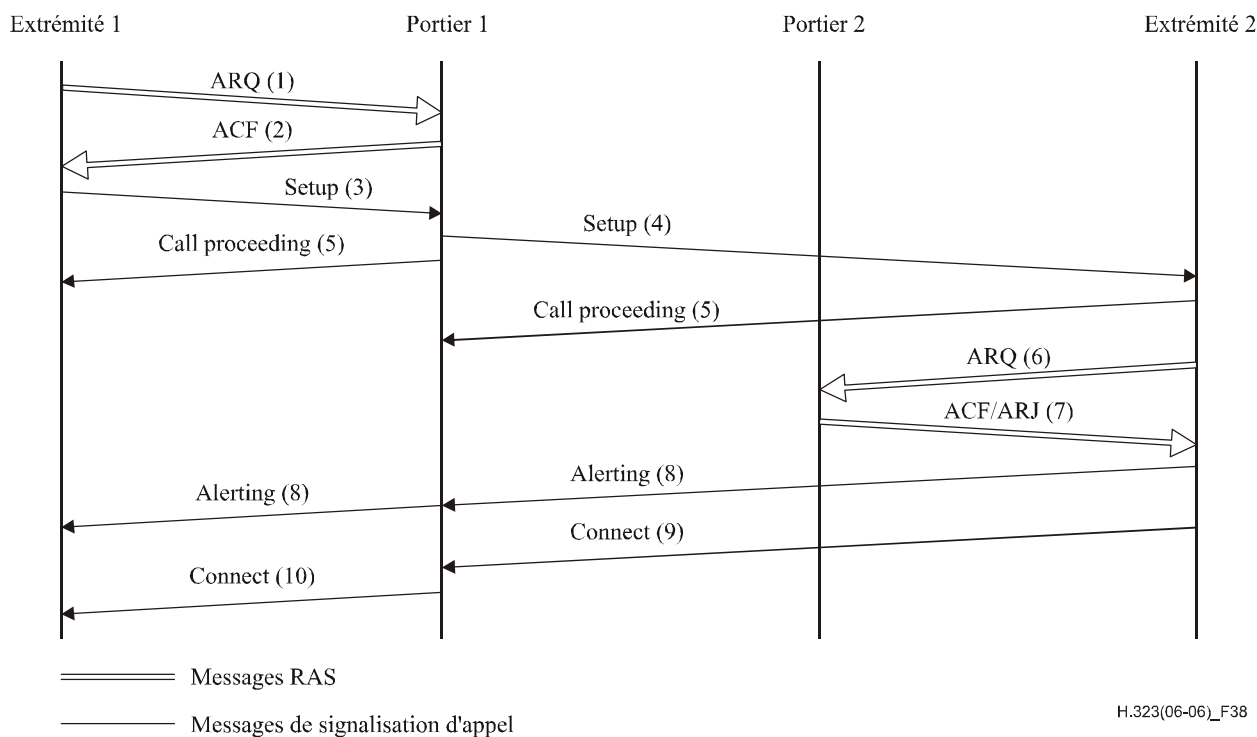 Extrémité 1
Portier 1
Portier 2
Extrémité 2
ARQ (1)
ACF (2)
Setup (3)
Setup (4)
Call proceeding (5)
Call proceeding (5)
ARQ (6)
ACF/ARJ (7)
Alerting (8)
Alerting (8)
Connect (9)
Connect (10)
Messages RAS
Messages de signalisation d'appel
H.323(06-06)_F38